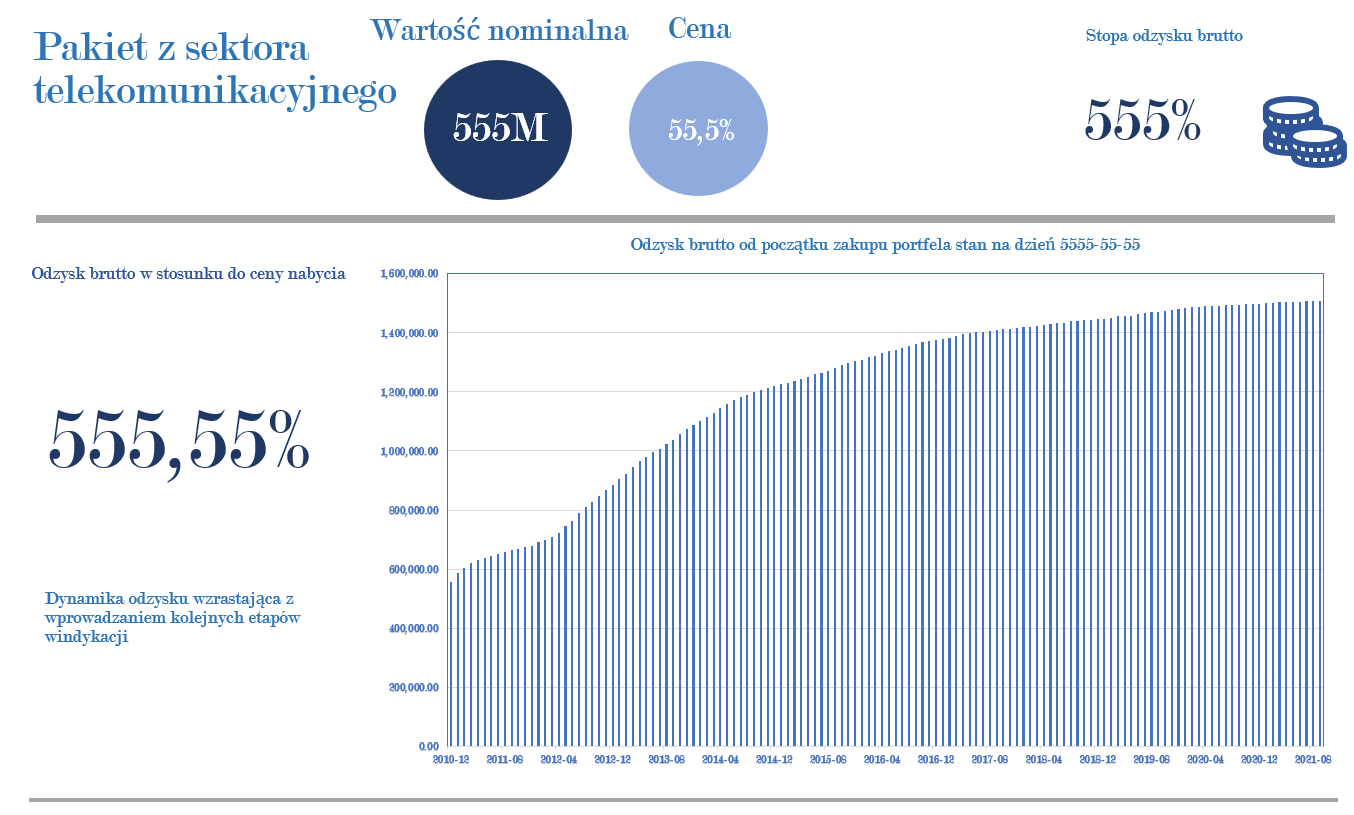 Pakiet z sektora
telekomunikacyjnego
Wartość nominalna
555M
Cena
55,5%
Stopa odzysku brutto
555%
Odzysk brutto w stosunku do ceny nabycia
555,55%
Dynamika odzysku wzrastająca z
wprowadzaniem kolejnych etapów
windykacji
Odzysk brutto od początku zakupu portfela stan na dzień 5555-55-55
1,600,000.00
1,400,000.00
1,200,000.00
1,000,000.00
800,000.00
600,000.00
400,000.00
200,000.00
0.00
2010-12 2011-08 2012-04 2012-12 2013-08 2014-04 2014-12 2015-08 2016-04 2016-12 2017-08 2018-04 2018-12 2019-08 2020-04 2020-12 2021-08